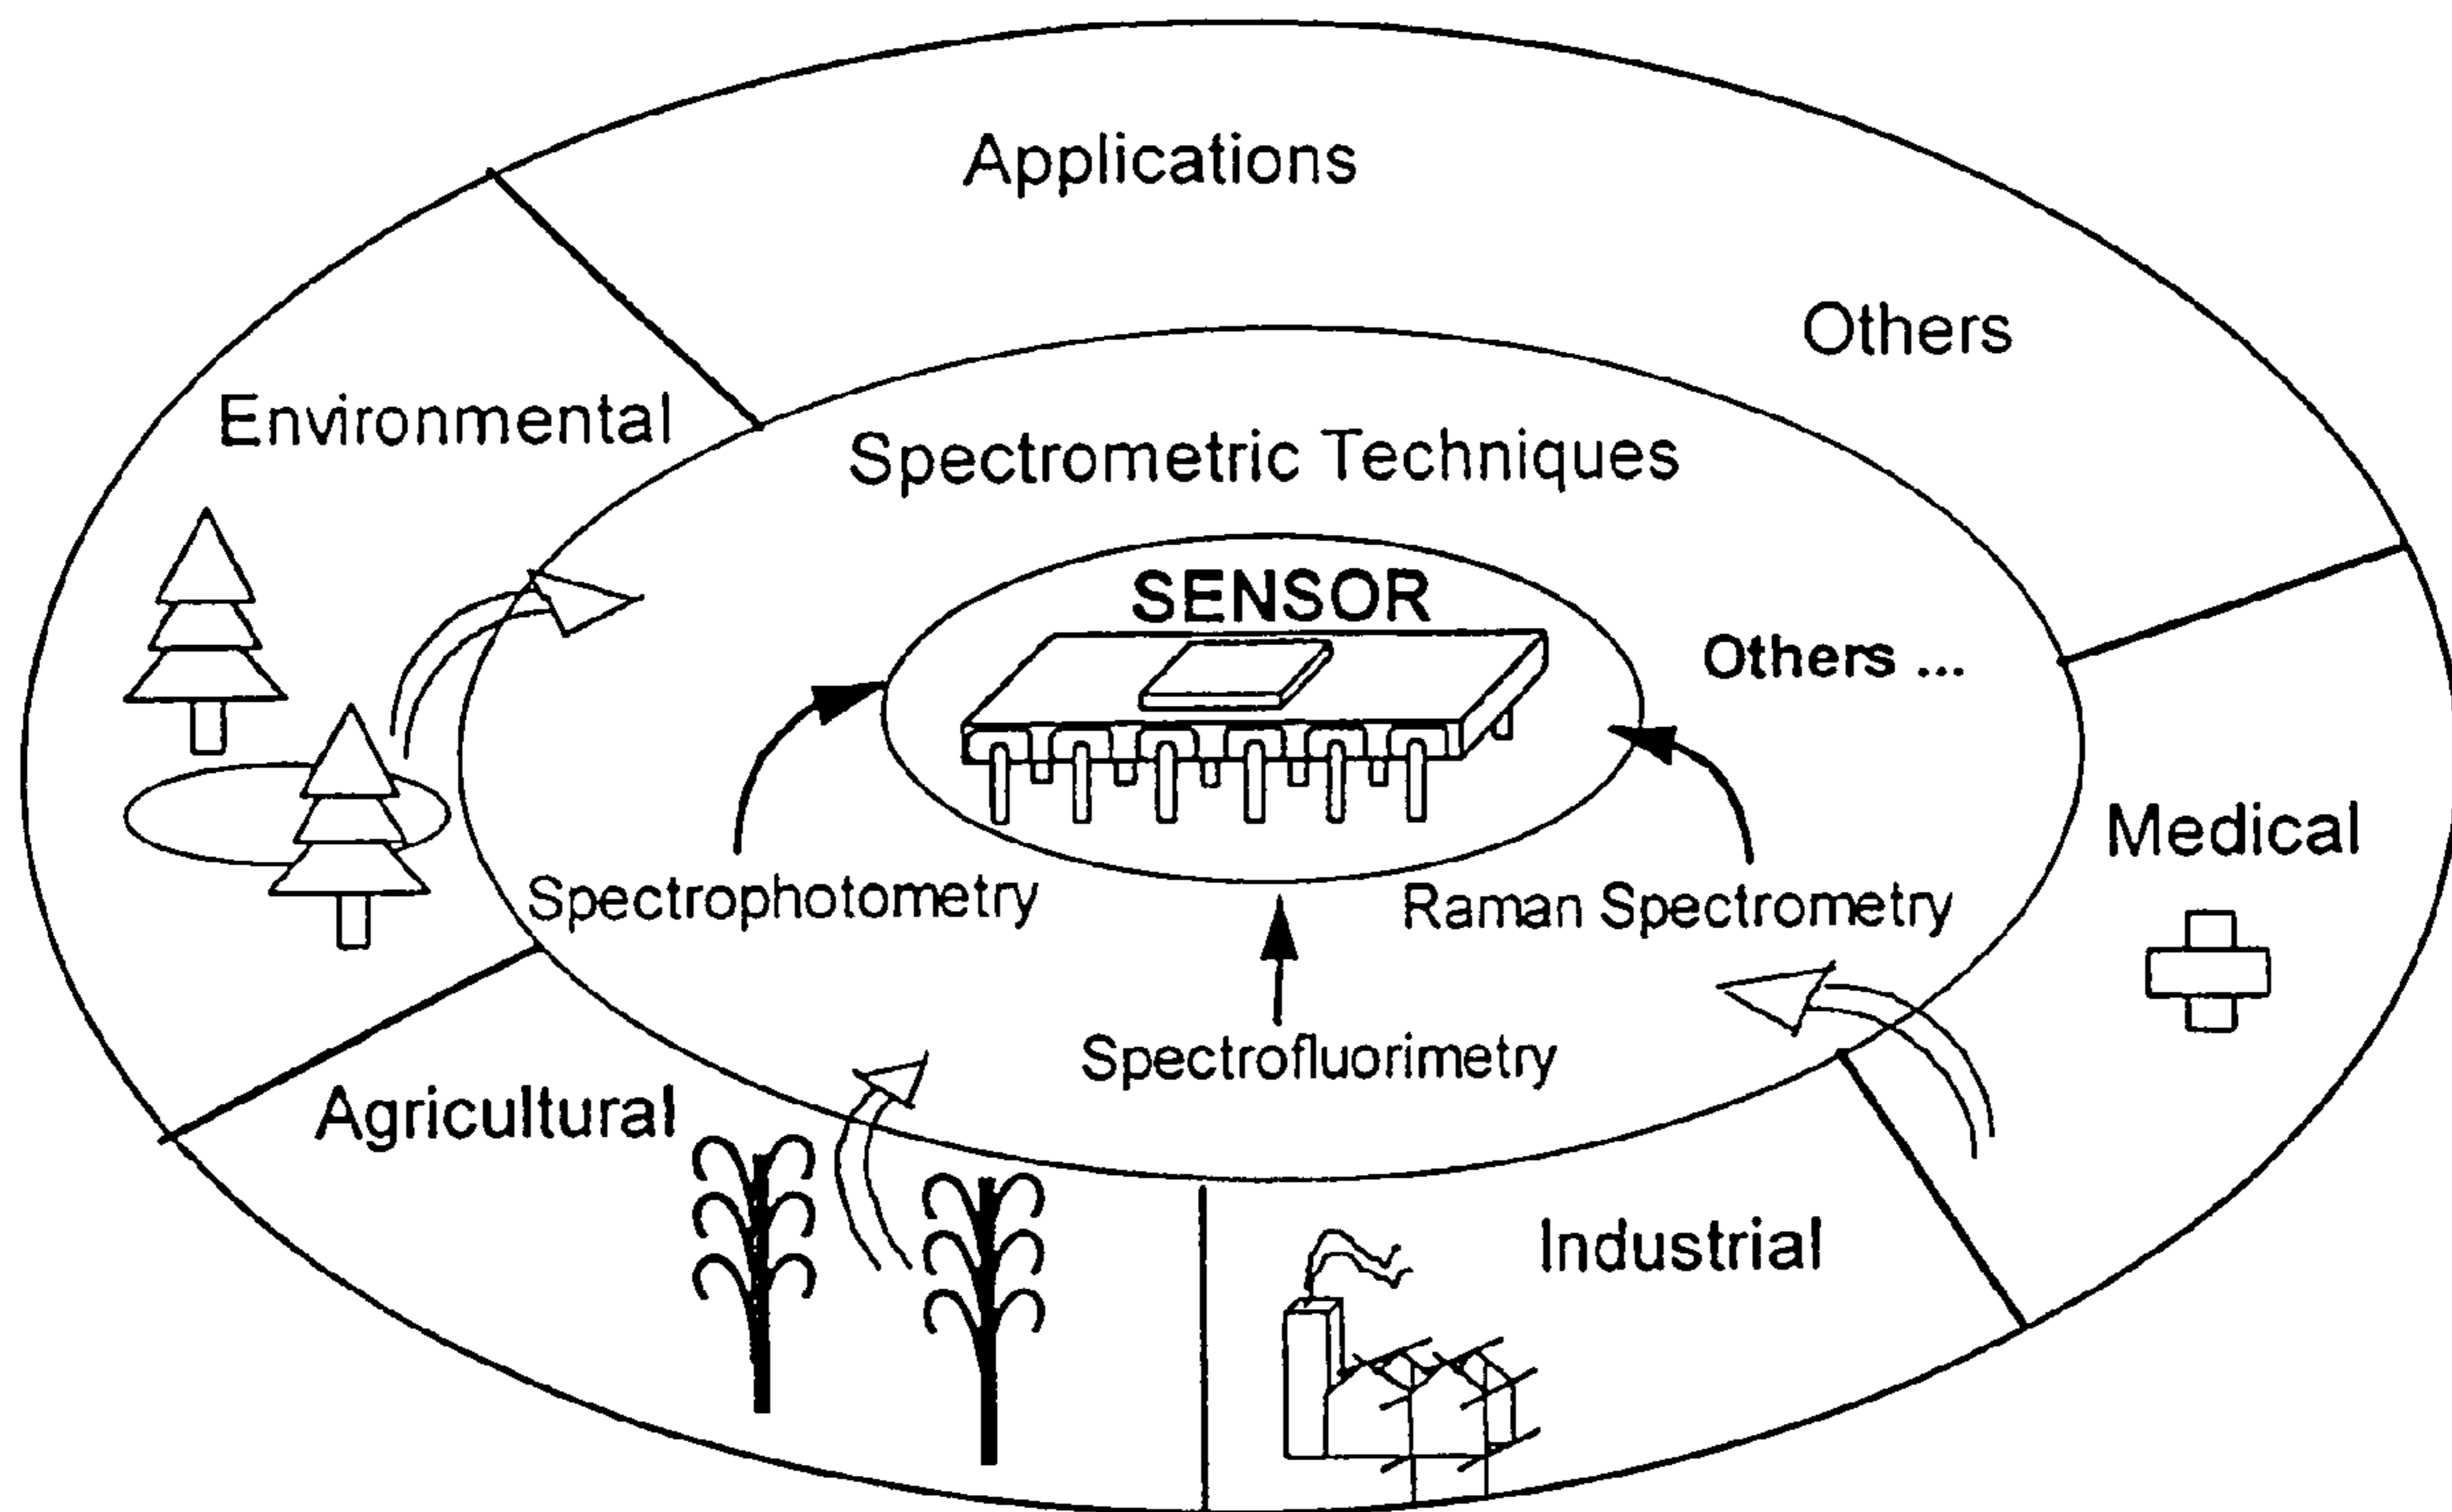 Applications
Others
Environmental
Spectrometric Techniques
SENSOR
Others ...
Medical
Spectrophotometry
Raman Spectrometry
Spectrofluorimetry
Agricultural
Industrial